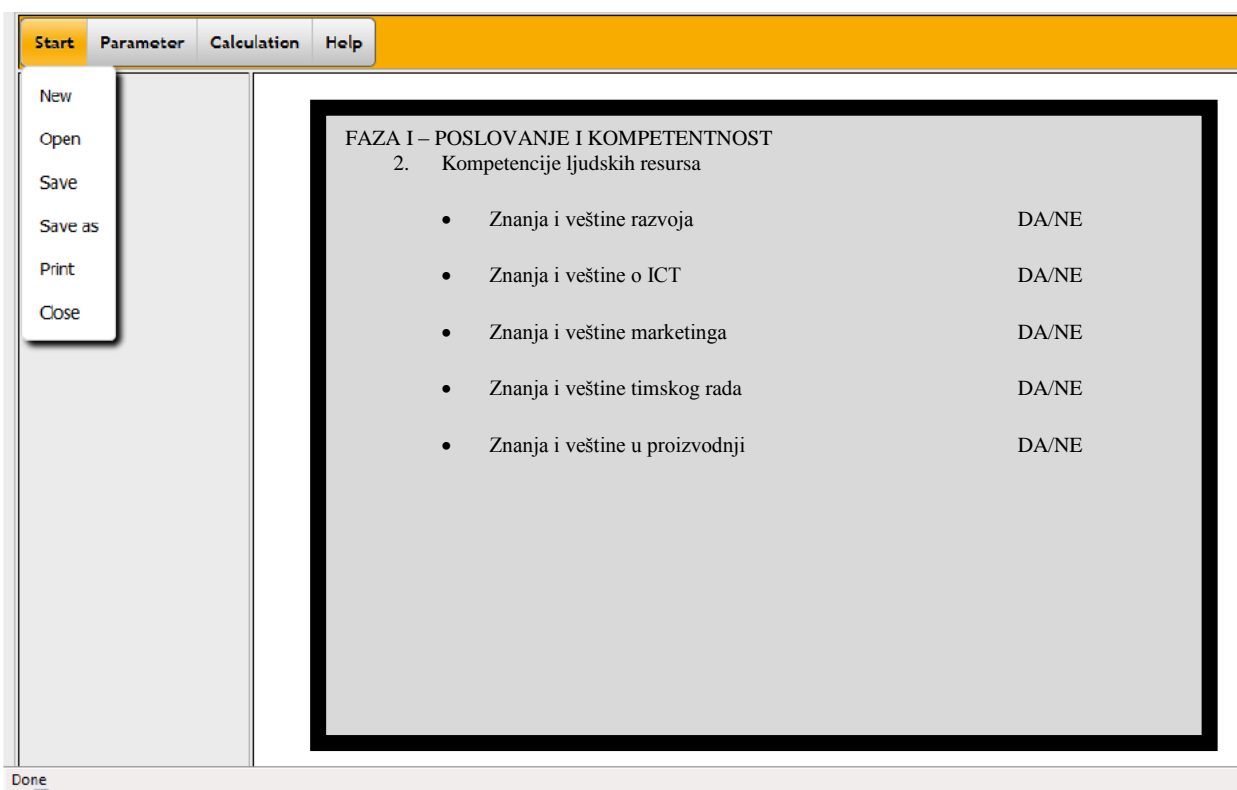 Start Parameter Calculation Help
New
Open
Save
Save as
Print
Close
FAZA I – POSLOVANJE I KOMPETENTNOST
2. Kompetencije ljudskih resursa
• Znanja i veštine razvoja DA/NE
• Znanja i veštine o ICT DA/NE
• Znanja i veštine marketinga DA/NE
• Znanja i veštine timskog rada DA/NE
• Znanja i veštine u proizvodnji DA/NE
Done